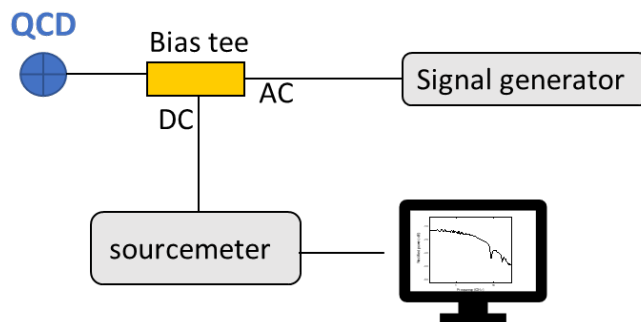 QCD
Bias tee
AC
Signal generator
DC
sourcemeter